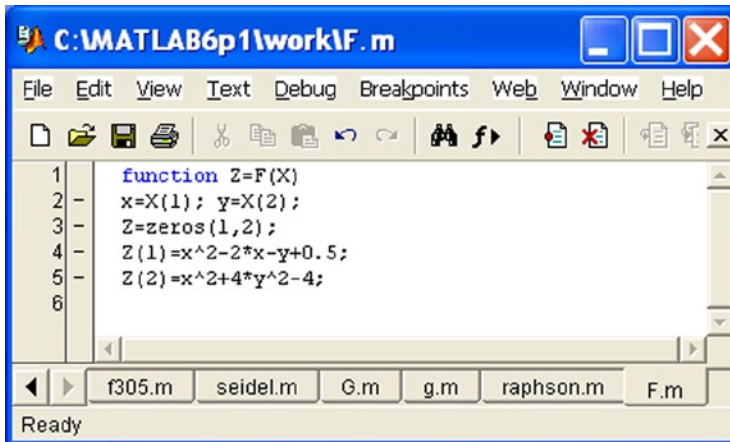 C:\MATLAB6p1\work\F.m
File Edit View Text Debug Breakpoints Web Window Help
1 function Z=F(X)
2 - x=X(1); y=X(2);
3 - Z=zeros(1,2);
4 - Z(1)=x^2-2*x-y+0.5;
5 - Z(2)=x^2+4*y^2-4;
6
f305.m seidel.m G.m g.m raphson.m F.m
Ready